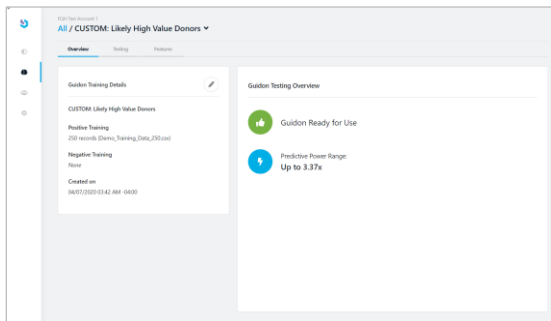 TGH Test Account 1
All / CUSTOM: Likely High Value Donors
Overview
Testing
Features
Guidon Training Details
CUSTOM: Likely High Value Donors
Positive Training
250 records (Demo_Training_Data_250.csv)
Negative Training
None
Created on
04/07/2020 03:42 AM -04:00
Guidon Testing Overview
Guidon Ready for Use
Predictive Power Range:
Up to 3.37x